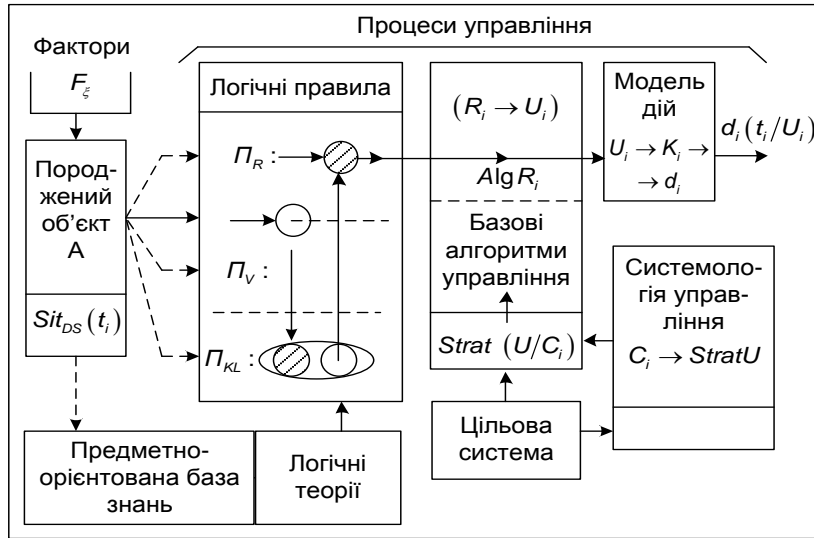 Процеси управління
Фактори
F_ξ
Пород-
жений
об'єкт
А
Sit_DS (t_i)
Логічні правила
П_R :
П_V :
П_KL :
(R_i → U_i)
Alg R_i
Базові
алгоритми
управління
Strat (U/C_i)
Модель
дій
U_i → K_i →
→ d_i
d_i (t_i/U_i)
Системоло-
гія управ-
ління
C_i → StratU
Предметно-
орієнтована база
знань
Логічні
теорії
Цільова
система